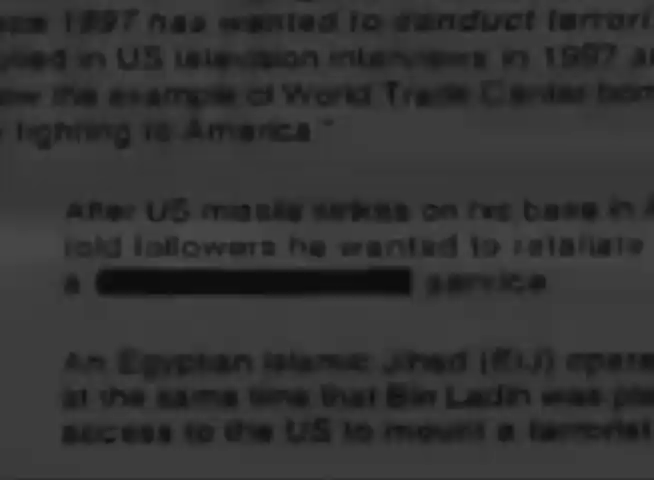 1997 has wanted to conduct terrori
in US television interviews in 1997 a
the example of World Trade Center bom
fighting to America."
After US missile strikes on his base in A
told followers he wanted to retaliate
a service
An Egyptian Islamic Jihad (EIJ) opera
at the same time that Bin Ladin was pla
access to the US to mount a terrorist